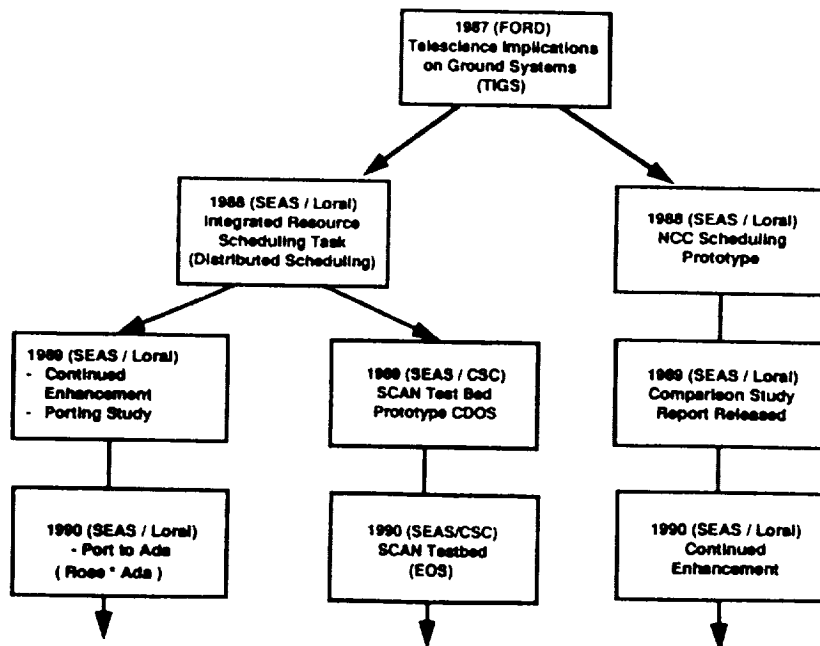 1987 (FORD)
Telescience Implications
on Ground Systems
(TIGS)
1988 (SEAS / Loral)
Integrated Resource
Scheduling Task
(Distributed Scheduling)
1988 (SEAS / Loral)
NCC Scheduling
Prototype
1989 (SEAS / Loral)
- Continued
Enhancement
- Porting Study
1989 (SEAS / CSC)
SCAN Test Bed
Prototype CDOS
1989 (SEAS / Loral)
Comparison Study
Report Released
1990 (SEAS / Loral)
- Port to Ada
( Rose * Ada )
1990 (SEAS/CSC)
SCAN Testbed
(EOS)
1990 (SEAS / Loral)
Continued
Enhancement